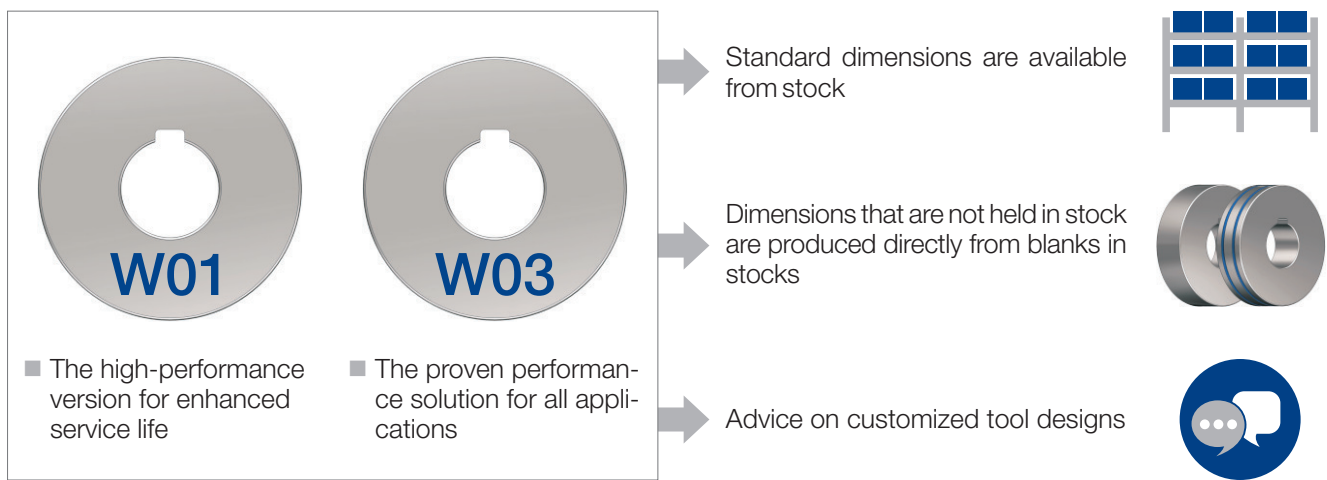 W01
The high-performance
version for enhanced
service life
W03
The proven performan-
ce solution for all appli-
cations
Standard dimensions are available
from stock
Dimensions that are not held in stock
are produced directly from blanks in
stocks
Advice on customized tool designs